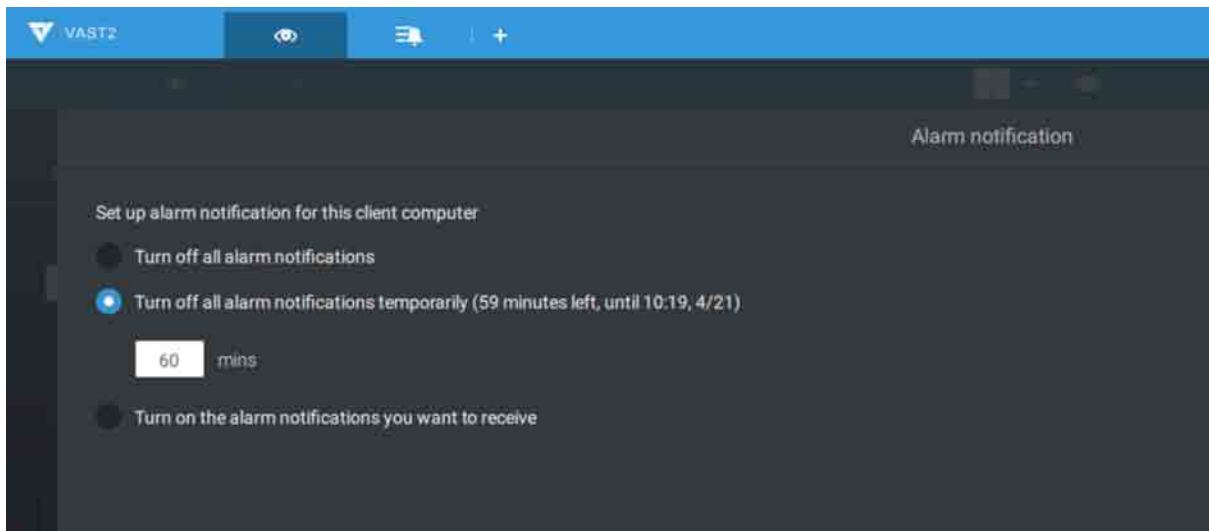 VAST2
Alarm notification
Set up alarm notification for this client computer
Turn off all alarm notifications
Turn off all alarm notifications temporarily (59 minutes left, until 10:19, 4/21)
60 mins
Turn on the alarm notifications you want to receive